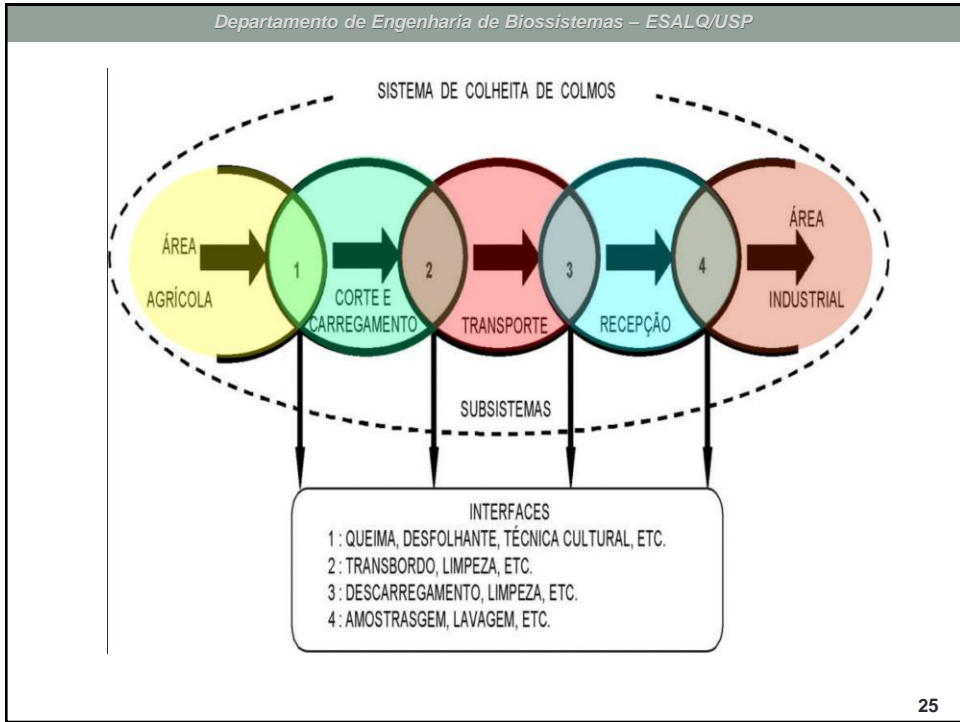 Departamento de Engenharia de Biossistemas – ESALQ/USP
SISTEMA DE COLHEITA DE COLMOS
ÁREA
AGRÍCOLA
1
CORTE E
CARREGAMENTO
2
TRANSPORTE
3
RECEPÇÃO
4
ÁREA
INDUSTRIAL
SUBSISTEMAS
INTERFACES
1 : QUEIMA, DESFOLHANTE, TÉCNICA CULTURAL, ETC.
2 : TRANSBORDO, LIMPEZA, ETC.
3 : DESCARREGAMENTO, LIMPEZA, ETC.
4 : AMOSTRASGEM, LAVAGEM, ETC.
25